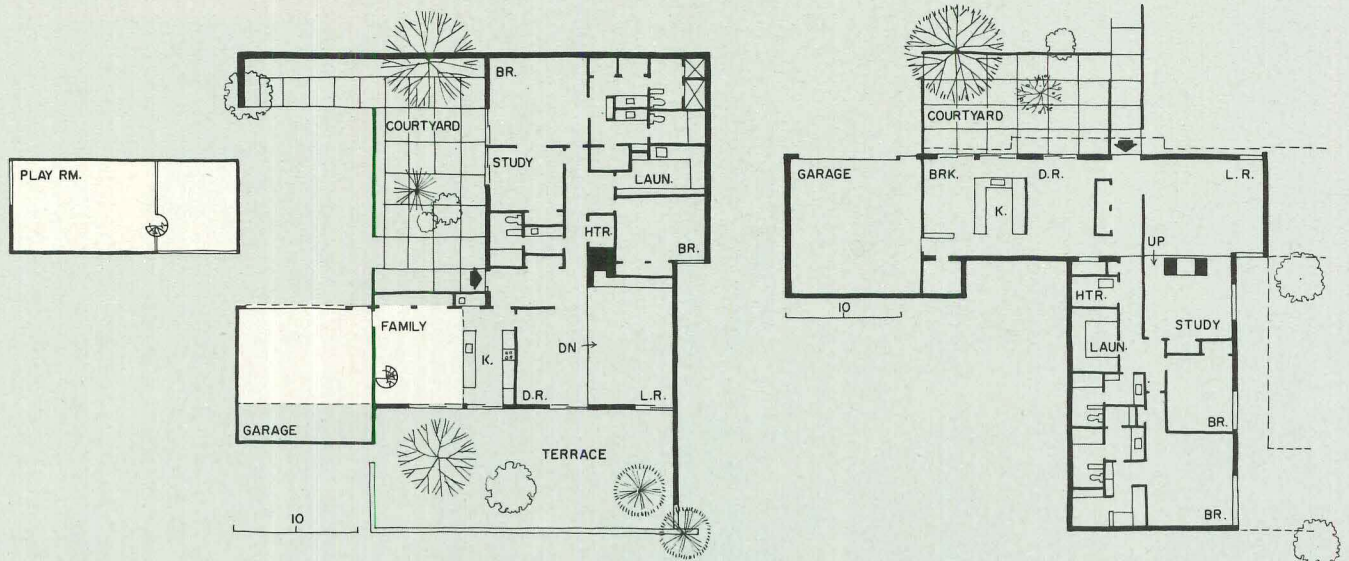 PLAY RM.
BR.
COURTYARD
STUDY
LAUN.
HTR.
BR.
FAMILY
K.
DN
D.R.
L.R.
GARAGE
TERRACE
10
COURTYARD
GARAGE
BRK.
D.R.
L.R.
K.
UP
10
HTR.
STUDY
LAUN.
BR.
BR.